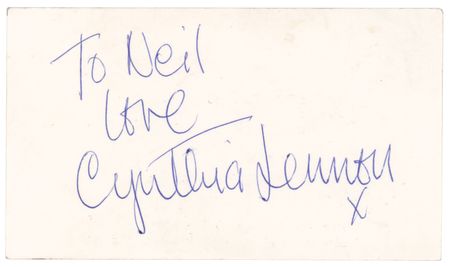 To Neil
love
Cynthia Lennon
x